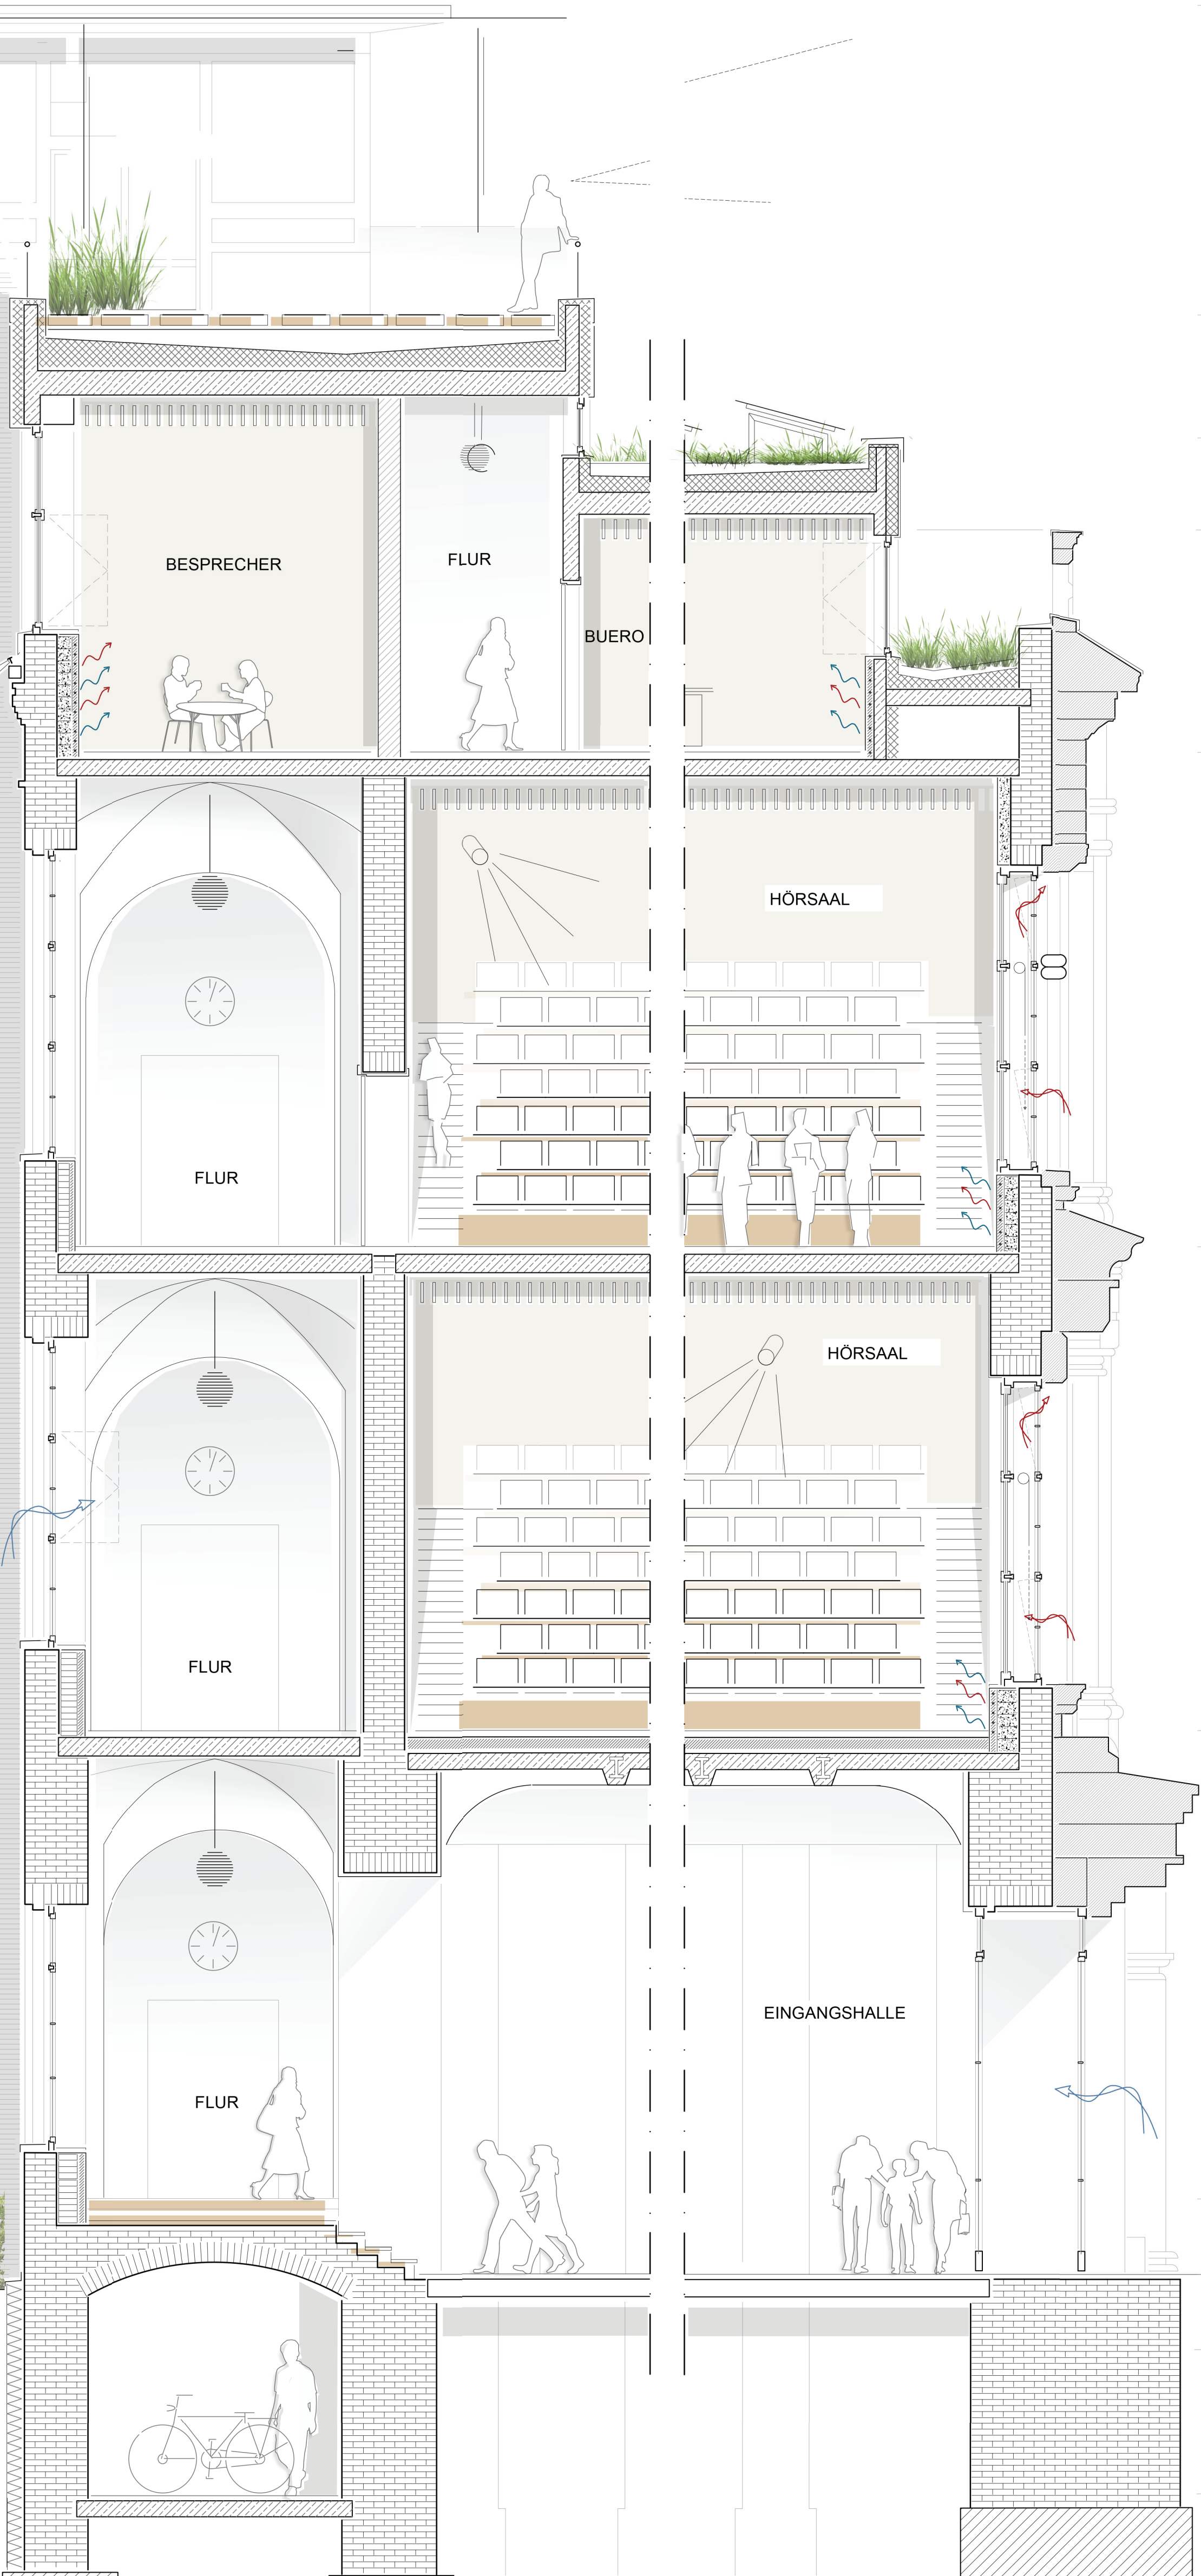 BESPRECHER
FLUR
BUERO
HÖRSAAL
FLUR
HÖRSAAL
FLUR
EINGANGSHALLE
FLUR